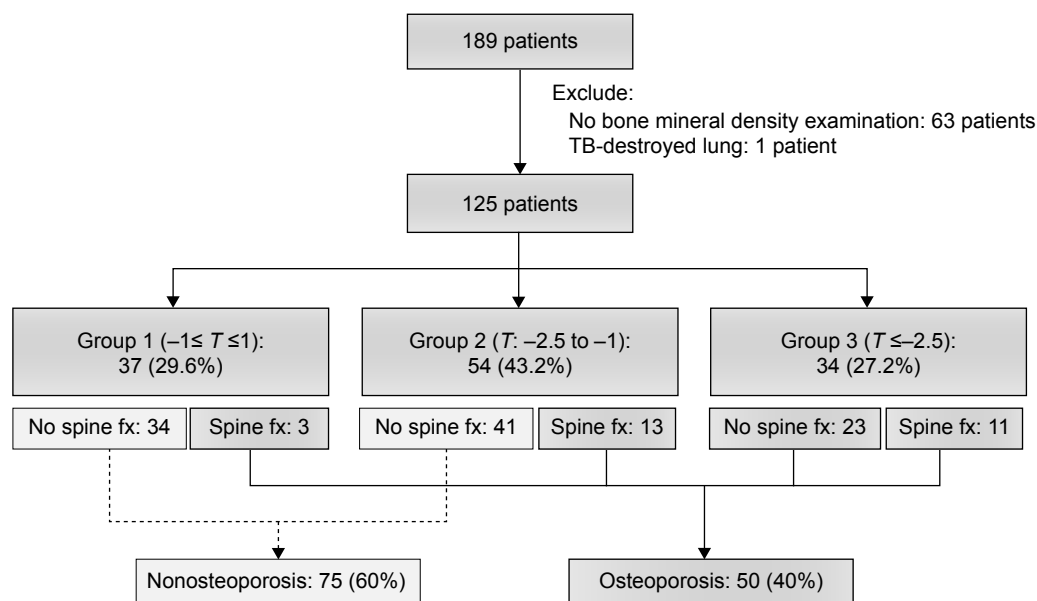 189 patients
Exclude:
No bone mineral density examination: 63 patients
TB-destroyed lung: 1 patient
125 patients
Group 1 (–1≤ T ≤1):
37 (29.6%)
Group 2 (T: –2.5 to –1):
54 (43.2%)
Group 3 (T ≤–2.5):
34 (27.2%)
No spine fx: 34
Spine fx: 3
No spine fx: 41
Spine fx: 13
No spine fx: 23
Spine fx: 11
Nonosteoporosis: 75 (60%)
Osteoporosis: 50 (40%)